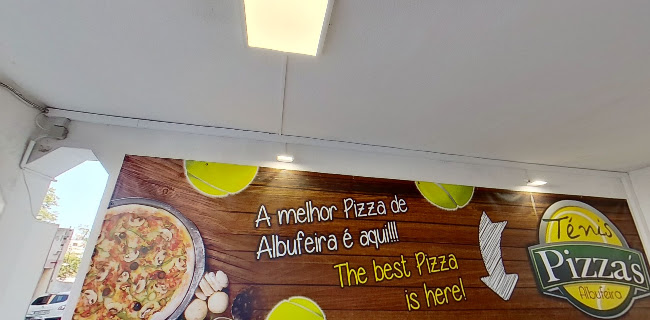 A melhor Pizza de
Albufeira é aqui!!!
The best Pizza
is here!
Ténis
Pizza's
Albufeira